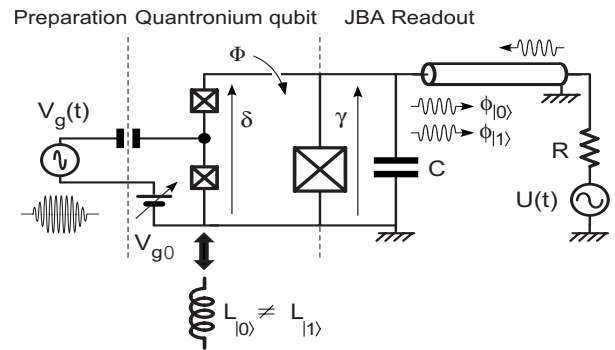 Preparation Quantronium qubit JBA Readout
Φ
V_g(t)
δ
γ
ϕ_|0⟩
ϕ_|1⟩
R
C
U(t)
V_g0
L_|0⟩ ≠ L_|1⟩